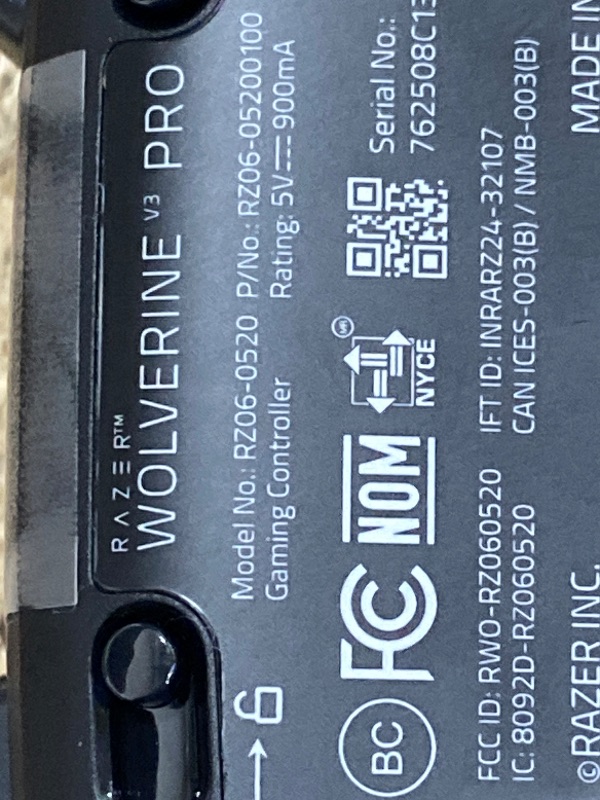 RAZER™
WOLVERINE V3 PRO
Model No.: RZ06-0520 P/No.: RZ06-05200100
Gaming Controller Rating: 5V⎓900mA
BC FC NOM NYCE MR
Serial No.:
762508C13
FCC ID: RWO-RZ060520 IFT ID: INRARZ24-32107
IC: 8092D-RZ060520 CAN ICES-003(B) / NMB-003(B)
©RAZER INC. MADE IN